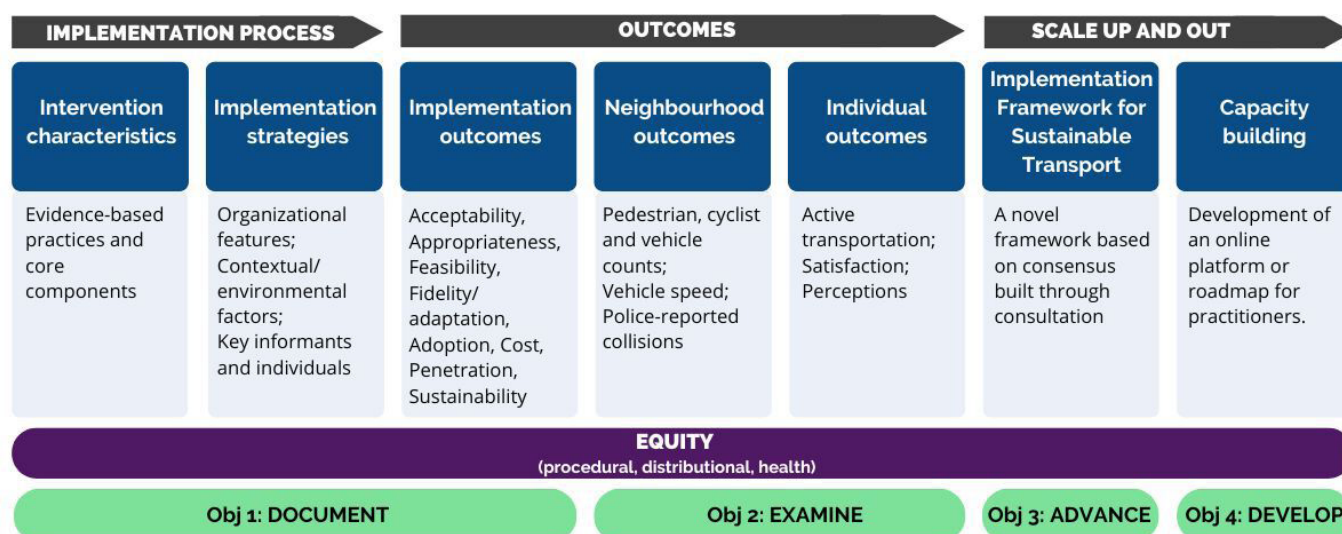 IMPLEMENTATION PROCESS
OUTCOMES
SCALE UP AND OUT
Intervention
characteristics
Implementation
strategies
Implementation
outcomes
Neighbourhood
outcomes
Individual
outcomes
Implementation
Framework for
Sustainable
Transport
Capacity
building
Evidence-based
practices and
core
components
Organizational
features;
Contextual/
environmental
factors;
Key informants
and individuals
Acceptability,
Appropriateness,
Feasibility,
Fidelity/
adaptation,
Adoption, Cost,
Penetration,
Sustainability
Pedestrian, cyclist
and vehicle
counts;
Vehicle speed;
Police-reported
collisions
Active
transportation;
Satisfaction;
Perceptions
A novel
framework based
on consensus
built through
consultation
Development of
an online
platform or
roadmap for
practitioners.
EQUITY
(procedural, distributional, health)
Obj 1: DOCUMENT
Obj 2: EXAMINE
Obj 3: ADVANCE
Obj 4: DEVELOP